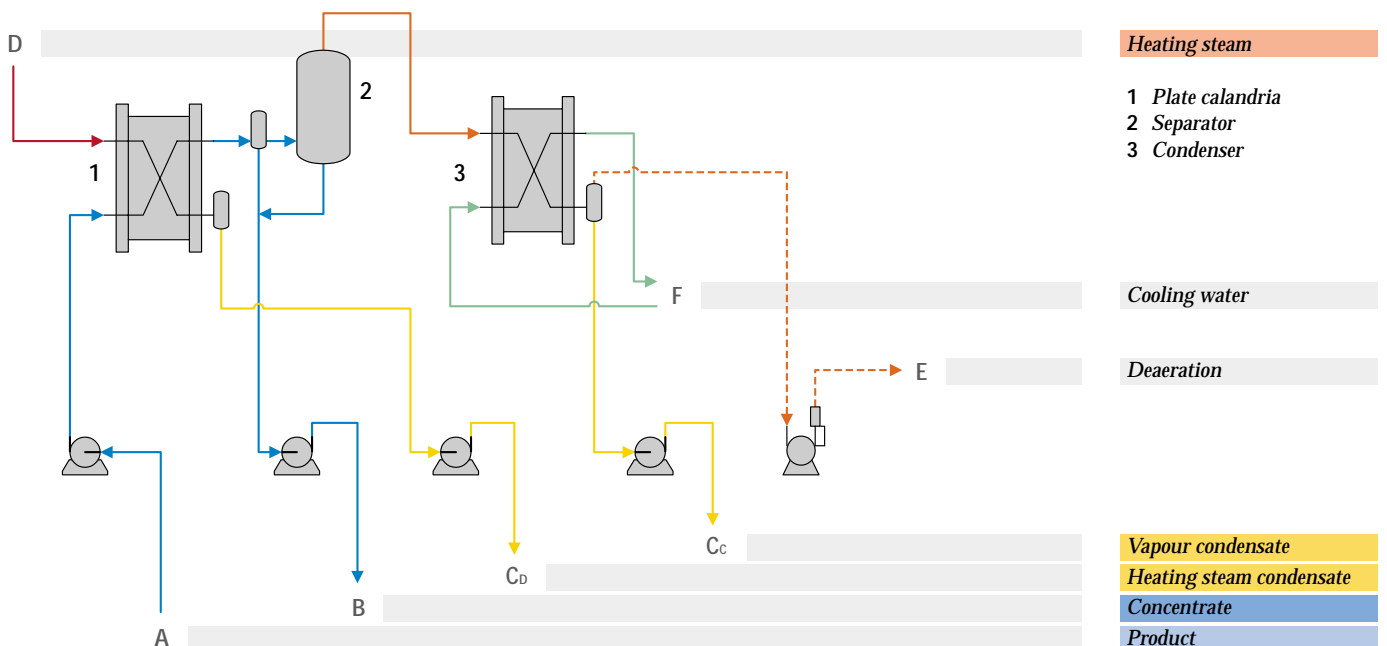 D
Heating steam
1 Plate calandria
2 Separator
3 Condenser
2
1
3
F
Cooling water
E
Deaeration
Cc
Vapour condensate
CD
Heating steam condensate
B
Concentrate
A
Product